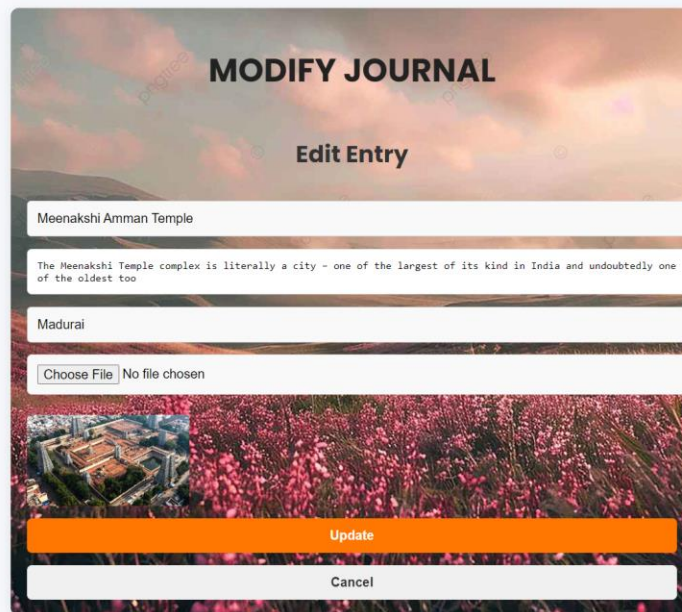 MODIFY JOURNAL
Edit Entry
Meenakshi Amman Temple
The Meenakshi Temple complex is literally a city – one of the largest of its kind in India and undoubtedly one
of the oldest too
Madurai
Choose File No file chosen
Update
Cancel